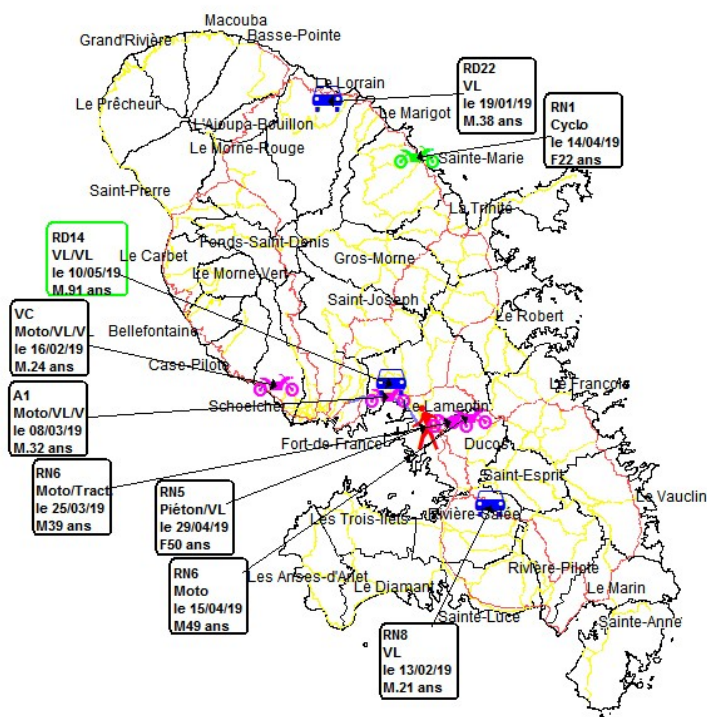 Macouba
Grand'Rivière
Basse-Pointe
Le Lorrain
Le Prêcheur
Le Marigot
L'Ajoupa-Bouillon
Le Morne-Rouge
Sainte-Marie
Saint-Pierre
La Trinité
Fonds-Saint-Denis
Le Carbet
Gros-Morne
Le Morne-Vert
Saint-Joseph
Bellefontaine
Le Robert
Case-Pilote
Le François
Schoelcher
Le Lamentin
Fort-de-France
Ducos
Saint-Esprit
Le Vauclin
Les Trois-Ilets
Rivière-Salée
Les Anses-d'Arlet
Rivière-Pilote
Le Diamant
Le Marin
Sainte-Luce
Sainte-Anne
RD22
VL
le 19/01/19
M.38 ans
RN1
Cyclo
le 14/04/19
F22 ans
RD14
VL/VL
le 10/05/19
M.91 ans
VC
Moto/VL/V
le 16/02/19
M.24 ans
A1
Moto/VL/V
le 08/03/19
M.32 ans
RN6
Moto/Tract.
le 25/03/19
M39 ans
RN5
Piéton/VL
le 29/04/19
F50 ans
RN6
Moto
le 15/04/19
M49 ans
RN8
VL
le 13/02/19
M.21 ans